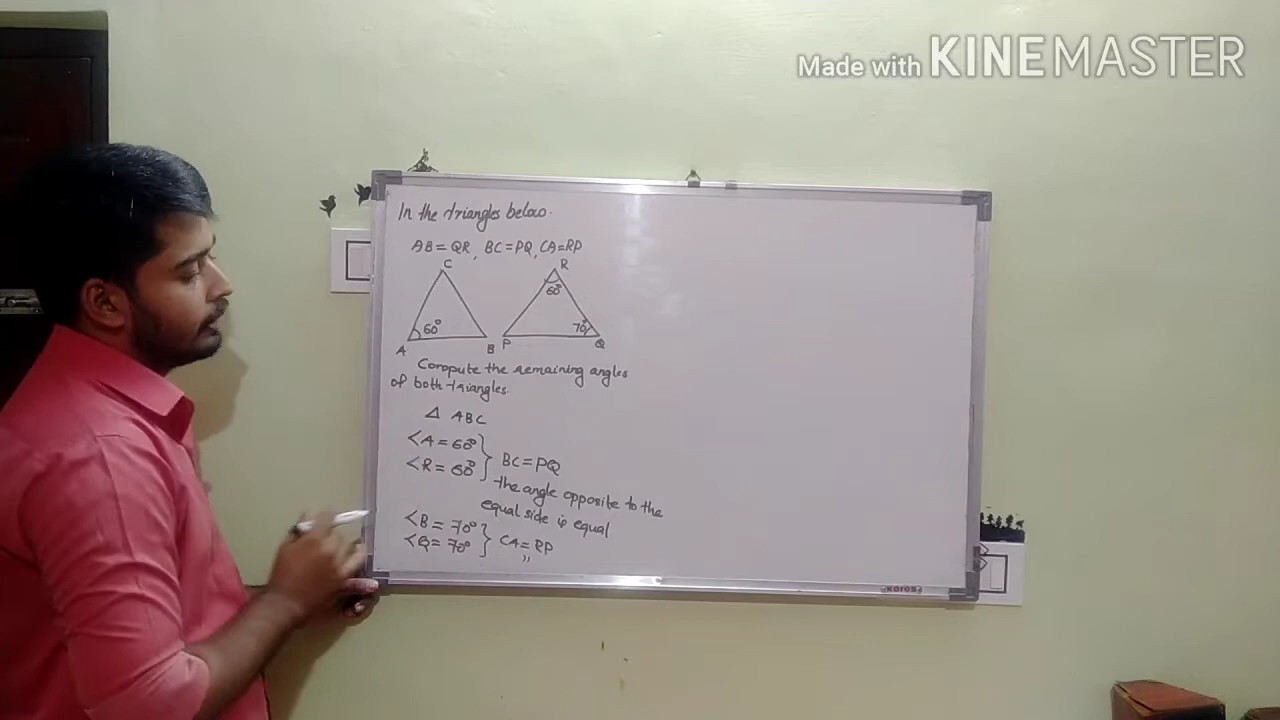 Made with KINEMASTER
In the triangles below.
AB = QR, BC = PQ, CA = RP
C
R
60°
60°
70°
A
B
P
Q
Compute the remaining angles
of both triangles.
Δ ABC
<A = 60°
<R = 60°
} BC = PQ
the angle opposite to the
equal side is equal
<B = 70°
<Q = 70°
} CA = RP
"
KOROS